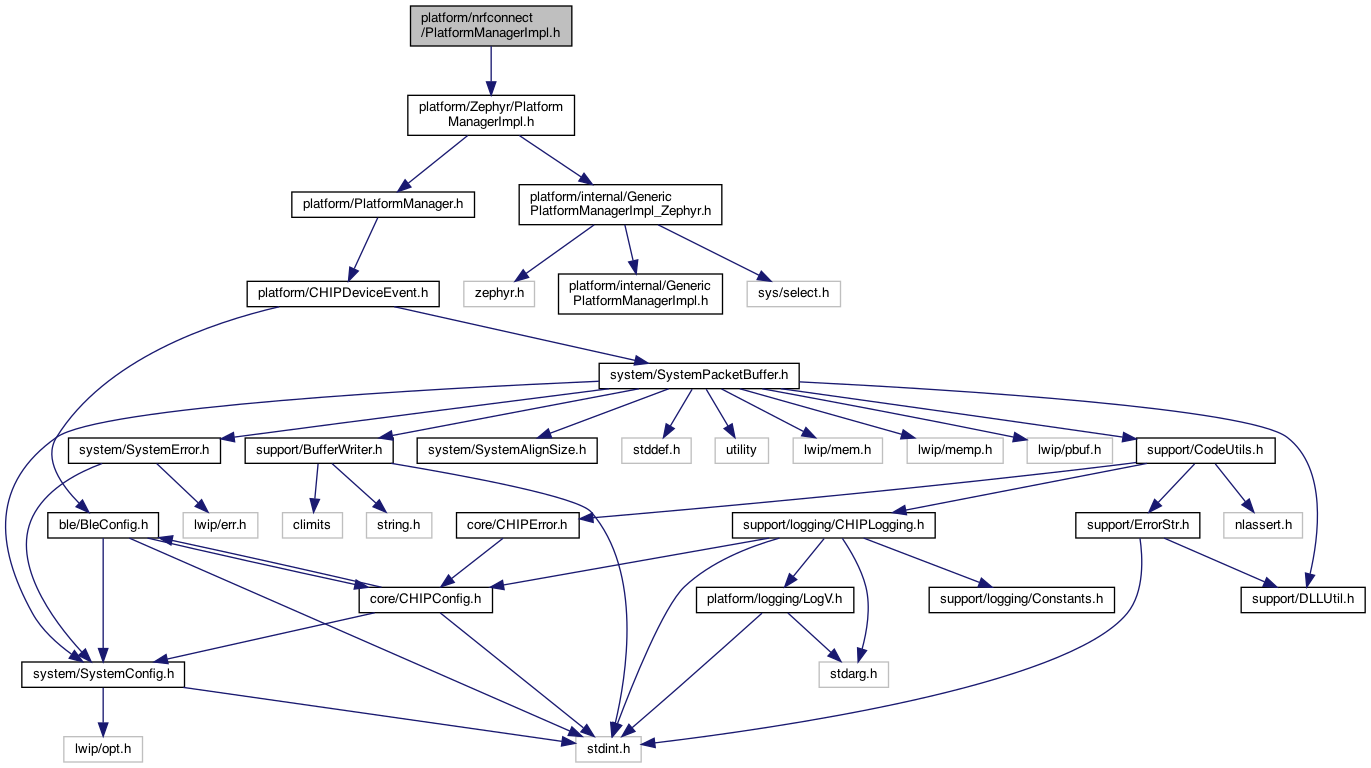 platform/nrfconnect
/PlatformManagerImpl.h
platform/Zephyr/Platform
ManagerImpl.h
platform/PlatformManager.h
platform/internal/Generic
PlatformManagerImpl_Zephyr.h
platform/CHIPDeviceEvent.h
zephyr.h
platform/internal/Generic
PlatformManagerImpl.h
sys/select.h
system/SystemPacketBuffer.h
system/SystemError.h
support/BufferWriter.h
system/SystemAlignSize.h
stddef.h
utility
lwip/mem.h
lwip/memp.h
lwip/pbuf.h
support/CodeUtils.h
ble/BleConfig.h
lwip/err.h
climits
string.h
core/CHIPError.h
support/logging/CHIPLogging.h
support/ErrorStr.h
nlassert.h
core/CHIPConfig.h
platform/logging/LogV.h
support/logging/Constants.h
support/DLLUtil.h
system/SystemConfig.h
stdarg.h
lwip/opt.h
stdint.h